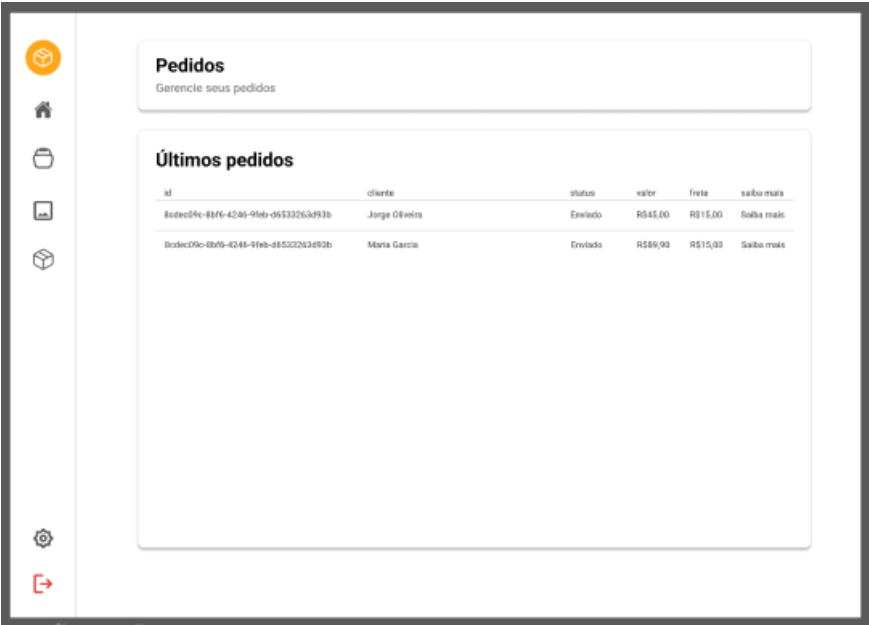 Pedidos
Gerencie seus pedidos
Últimos pedidos
id cliente status valor frete saiba mais
8cdec09c-8bf6-4246-9feb-d6533263d93b Jorge Oliveira Enviado R$45,00 R$15,00 Saiba mais
8cdec09c-8bf6-4246-9feb-d6533263d93b Maria Garcia Enviado R$89,90 R$15,00 Saiba mais